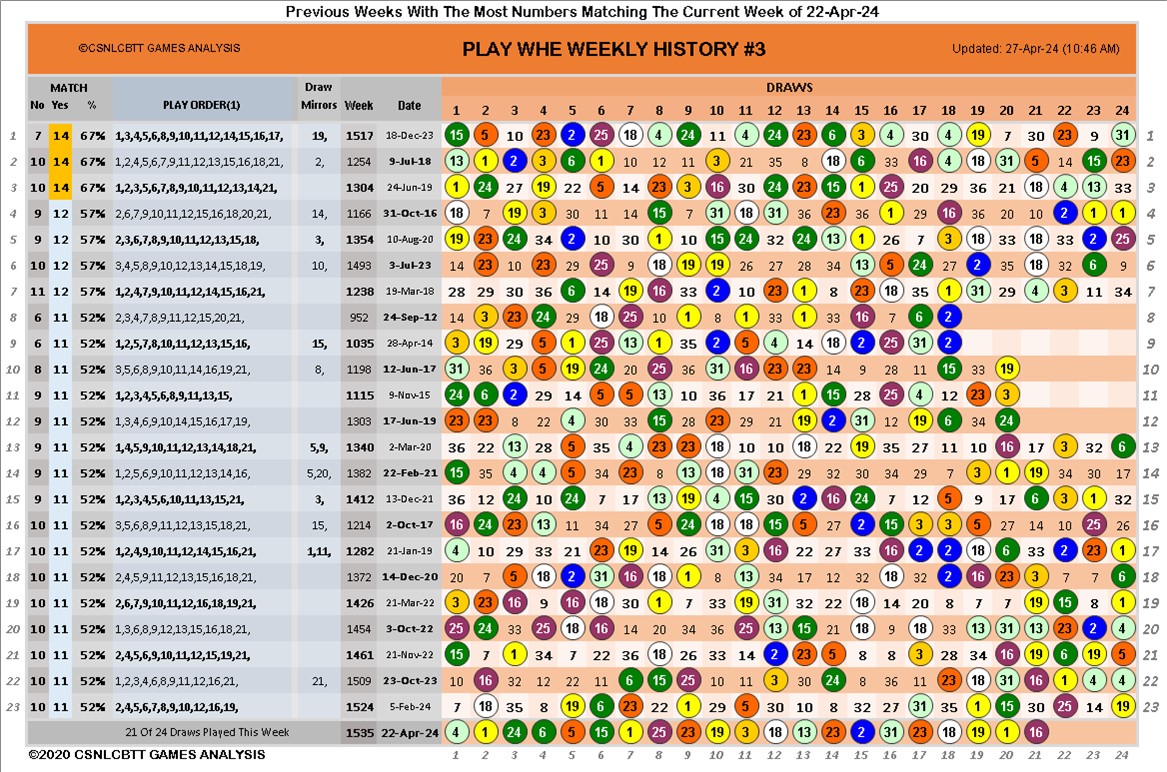 Previous Weeks With The Most Numbers Matching The Current Week of 22-Apr-24
©CSNLCBTT GAMES ANALYSIS PLAY WHE WEEKLY HISTORY #3 Updated: 27-Apr-24 (10:46 AM)
MATCH Draw DRAWS
No Yes % PLAY ORDER(1) Mirrors Week Date 1 2 3 4 5 6 7 8 9 10 11 12 13 14 15 16 17 18 19 20 21 22 23 24
1 7 14 67% 1,3,4,5,6,8,9,10,11,12,14,15,16,17, 19, 1517 18-Dec-23 15 5 10 23 2 25 18 4 24 11 4 24 23 6 3 4 30 4 19 7 30 23 9 31 1
2 10 14 67% 1,2,4,5,6,7,9,11,12,13,15,16,18,21, 2, 1254 9-Jul-18 13 1 2 3 6 1 10 12 11 3 21 35 8 18 6 33 16 4 18 31 5 14 15 23 2
3 10 14 67% 1,2,3,5,6,7,8,9,10,11,12,13,14,21, 1304 24-Jun-19 1 24 27 19 22 5 14 23 3 16 30 24 23 15 1 25 20 29 36 21 18 4 13 33 3
4 9 12 57% 2,6,7,9,10,11,12,15,16,18,20,21, 14, 1166 31-Oct-16 18 7 19 3 30 11 14 15 7 31 18 31 36 23 36 1 29 16 36 20 10 2 1 1 4
5 9 12 57% 2,3,6,7,8,9,10,11,12,13,15,18, 3, 1354 10-Aug-20 19 23 24 34 2 10 30 1 10 15 24 32 24 13 1 26 7 3 18 33 18 33 2 25 5
6 10 12 57% 3,4,5,8,9,10,12,13,14,15,18,19, 10, 1493 3-Jul-23 14 23 10 23 29 25 9 18 19 19 26 27 28 34 13 5 24 27 2 35 18 32 6 9 6
7 11 12 57% 1,2,4,7,9,10,11,12,14,15,16,21, 1238 19-Mar-18 28 29 30 36 6 14 19 16 33 2 10 23 1 8 23 18 35 1 31 29 4 3 11 34 7
8 6 11 52% 2,3,4,7,8,9,11,12,15,20,21, 952 24-Sep-12 14 3 23 24 29 18 25 10 1 8 1 33 1 33 16 7 6 2 8
9 6 11 52% 1,2,5,7,8,10,11,12,13,15,16, 15, 1035 28-Apr-14 3 19 29 5 1 25 13 1 35 2 5 4 14 18 2 25 31 2 9
10 8 11 52% 3,5,6,8,9,10,11,14,16,19,21, 8, 1198 12-Jun-17 31 36 3 5 19 24 20 25 36 31 16 23 23 14 9 28 11 15 33 19 10
11 9 11 52% 1,2,3,4,5,6,8,9,11,13,15, 1115 9-Nov-15 24 6 2 29 14 5 5 13 10 36 17 21 1 15 28 25 4 12 23 3 11
12 9 11 52% 1,3,4,6,9,10,14,15,16,17,19, 1303 17-Jun-19 23 23 8 22 4 30 33 15 28 23 29 21 19 2 31 12 19 6 34 24 12
13 9 11 52% 1,4,5,9,10,11,12,13,14,18,21, 5,9, 1340 2-Mar-20 36 22 13 28 5 35 4 23 23 18 10 10 18 22 19 35 27 11 10 16 17 3 32 6 13
14 9 11 52% 1,2,5,6,9,10,11,12,13,14,16, 5,20, 1382 22-Feb-21 15 35 4 4 5 34 23 8 13 18 31 23 29 22 30 34 29 7 3 1 19 34 30 17 14
15 9 11 52% 1,2,3,4,5,6,10,11,13,15,21, 3, 1412 13-Dec-21 36 12 24 10 24 7 17 13 19 4 15 30 2 16 24 7 12 5 9 17 6 3 1 32 15
16 10 11 52% 3,5,6,8,9,11,12,13,15,18,21, 15, 1214 2-Oct-17 16 24 23 13 11 34 27 5 24 18 18 15 5 27 2 15 3 3 5 27 14 10 25 26 16
17 10 11 52% 1,2,4,9,10,11,12,14,15,16,21, 1,11, 1282 21-Jan-19 4 10 29 33 21 23 19 14 26 31 3 16 22 27 33 16 2 2 18 6 33 2 23 1 17
18 10 11 52% 2,4,5,9,11,12,13,15,16,18,21, 1372 14-Dec-20 20 7 5 18 2 31 16 18 1 8 13 34 17 12 32 18 32 2 16 23 3 7 7 6 18
19 10 11 52% 2,6,7,9,10,11,12,16,18,19,21, 1426 21-Mar-22 3 23 16 9 16 18 30 1 7 33 19 31 32 22 18 14 20 8 7 7 19 15 8 1 19
20 10 11 52% 1,3,6,8,9,12,13,15,16,18,21, 1454 3-Oct-22 25 24 33 25 18 16 14 20 34 36 25 13 15 21 18 9 18 33 13 31 13 23 2 4 20
21 10 11 52% 2,4,5,6,9,10,11,12,15,19,21, 1461 21-Nov-22 15 7 1 34 7 22 36 18 26 33 14 2 23 5 8 8 3 28 34 16 19 6 19 5 21
22 10 11 52% 1,2,3,4,6,8,9,11,12,16,21, 21, 1509 23-Oct-23 10 16 32 12 12 11 6 15 25 10 11 3 30 24 8 11 28 23 18 31 16 1 4 4 22
23 10 11 52% 2,4,5,6,7,8,9,10,12,16,19, 1524 5-Feb-24 7 18 35 8 19 6 23 22 1 29 5 30 10 8 32 27 31 35 1 15 30 25 14 19 23
21 Of 24 Draws Played This Week 1535 22-Apr-24 4 1 24 6 5 15 1 25 23 19 3 18 13 23 2 31 23 18 19 1 16
©2020 CSNLCBTT GAMES ANALYSIS 1 2 3 4 5 6 7 8 9 10 11 12 13 14 15 16 17 18 19 20 21 22 23 24